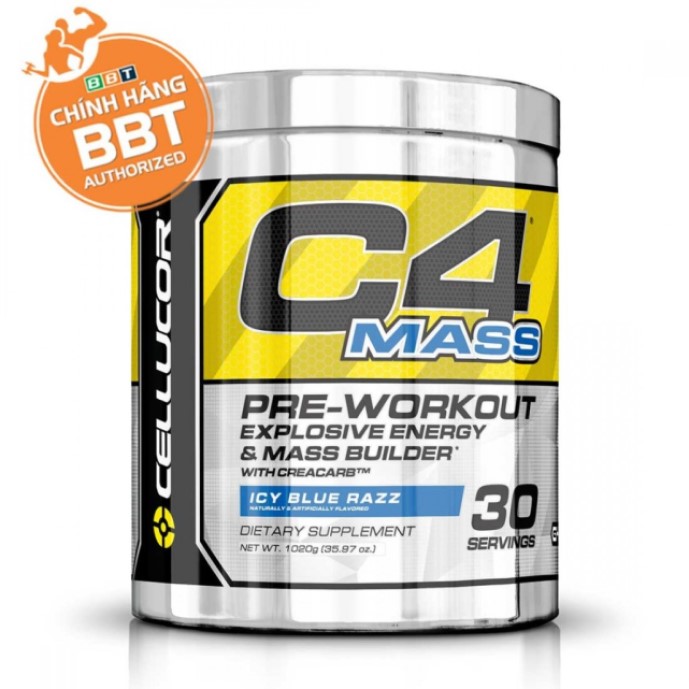 BBT
CHÍNH HÃNG
BBT
AUTHORIZED
CELLUCOR®
C4
MASS
PRE-WORKOUT
EXPLOSIVE ENERGY
& MASS BUILDER*
WITH CREACARB™
ICY BLUE RAZZ
NATURALLY & ARTIFICIALLY FLAVORED
30
SERVINGS
DIETARY SUPPLEMENT
NET WT. 1020g (35.97 oz.)